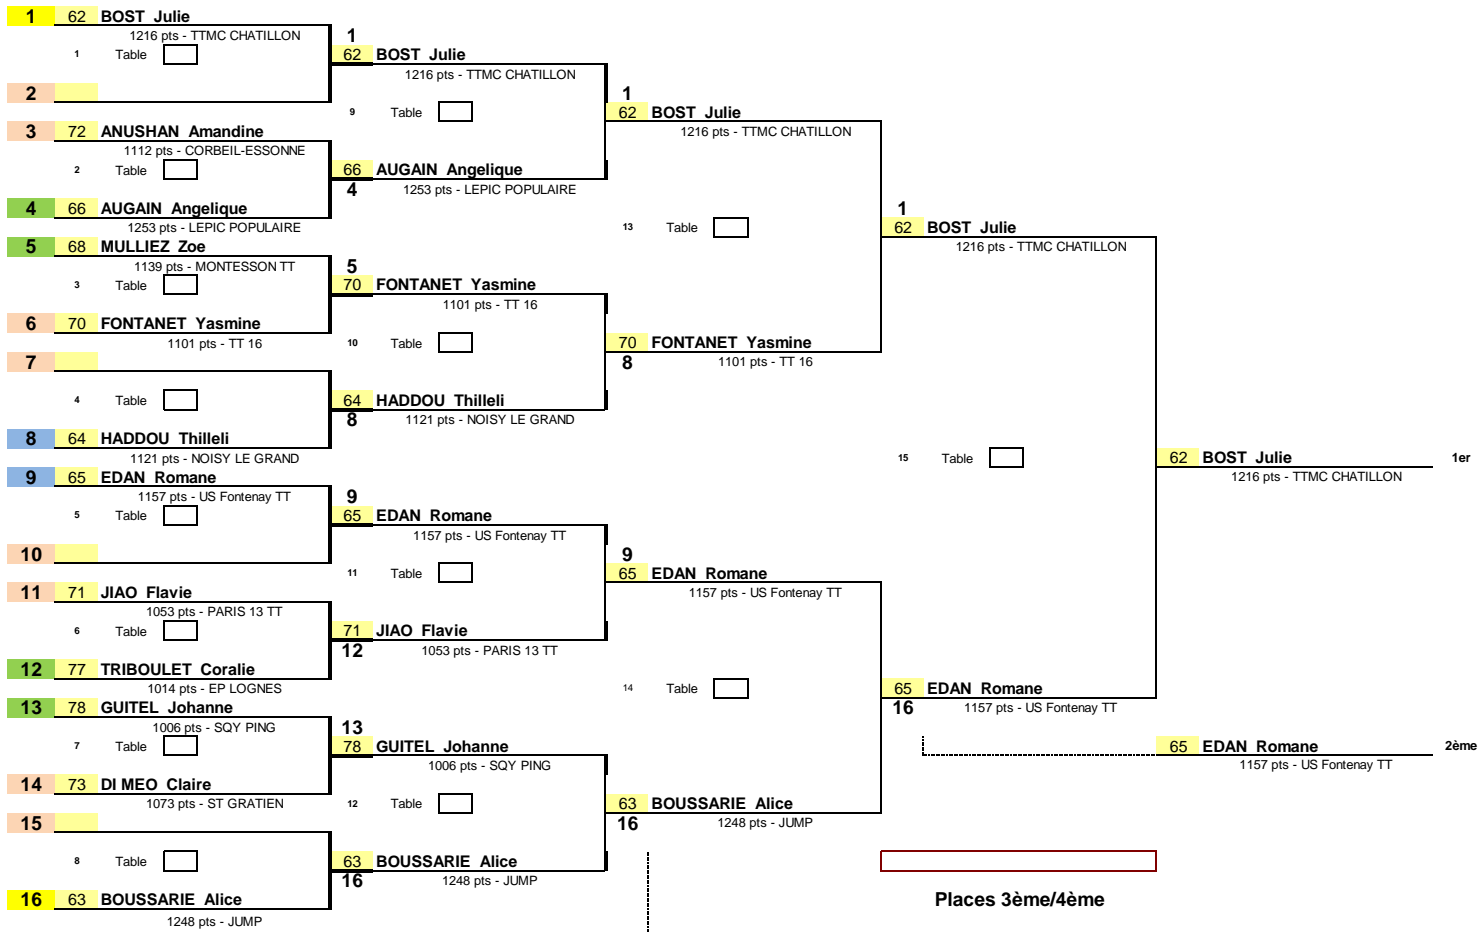 1 62 BOST Julie
1216 pts - TTMC CHATILLON
1 Table
2
3 72 ANUSHAN Amandine
1112 pts - CORBEIL-ESSONNE
2 Table
4 66 AUGAIN Angelique
1253 pts - LEPIC POPULAIRE
5 68 MULLIEZ Zoe
1139 pts - MONTESSON TT
3 Table
6 70 FONTANET Yasmine
1101 pts - TT 16
7
4 Table
8 64 HADDOU Thilleli
1121 pts - NOISY LE GRAND
9 65 EDAN Romane
1157 pts - US Fontenay TT
5 Table
10
11 71 JIAO Flavie
1053 pts - PARIS 13 TT
6 Table
12 77 TRIBOULET Coralie
1014 pts - EP LOGNES
13 78 GUITEL Johanne
1006 pts - SQY PING
7 Table
14 73 DI MEO Claire
1073 pts - ST GRATIEN
15
8 Table
16 63 BOUSSARIE Alice
1248 pts - JUMP
1
62 BOST Julie
1216 pts - TTMC CHATILLON
9 Table
66 AUGAIN Angelique
4 1253 pts - LEPIC POPULAIRE
5
70 FONTANET Yasmine
1101 pts - TT 16
10 Table
64 HADDOU Thilleli
8 1121 pts - NOISY LE GRAND
9
65 EDAN Romane
1157 pts - US Fontenay TT
11 Table
71 JIAO Flavie
12 1053 pts - PARIS 13 TT
13
78 GUITEL Johanne
1006 pts - SQY PING
12 Table
63 BOUSSARIE Alice
16 1248 pts - JUMP
1
62 BOST Julie
1216 pts - TTMC CHATILLON
13 Table
70 FONTANET Yasmine
8 1101 pts - TT 16
9
65 EDAN Romane
1157 pts - US Fontenay TT
14 Table
63 BOUSSARIE Alice
16 1248 pts - JUMP
1
62 BOST Julie
1216 pts - TTMC CHATILLON
15 Table
65 EDAN Romane
16 1157 pts - US Fontenay TT
62 BOST Julie 1er
1216 pts - TTMC CHATILLON
65 EDAN Romane 2ème
1157 pts - US Fontenay TT
Places 3ème/4ème